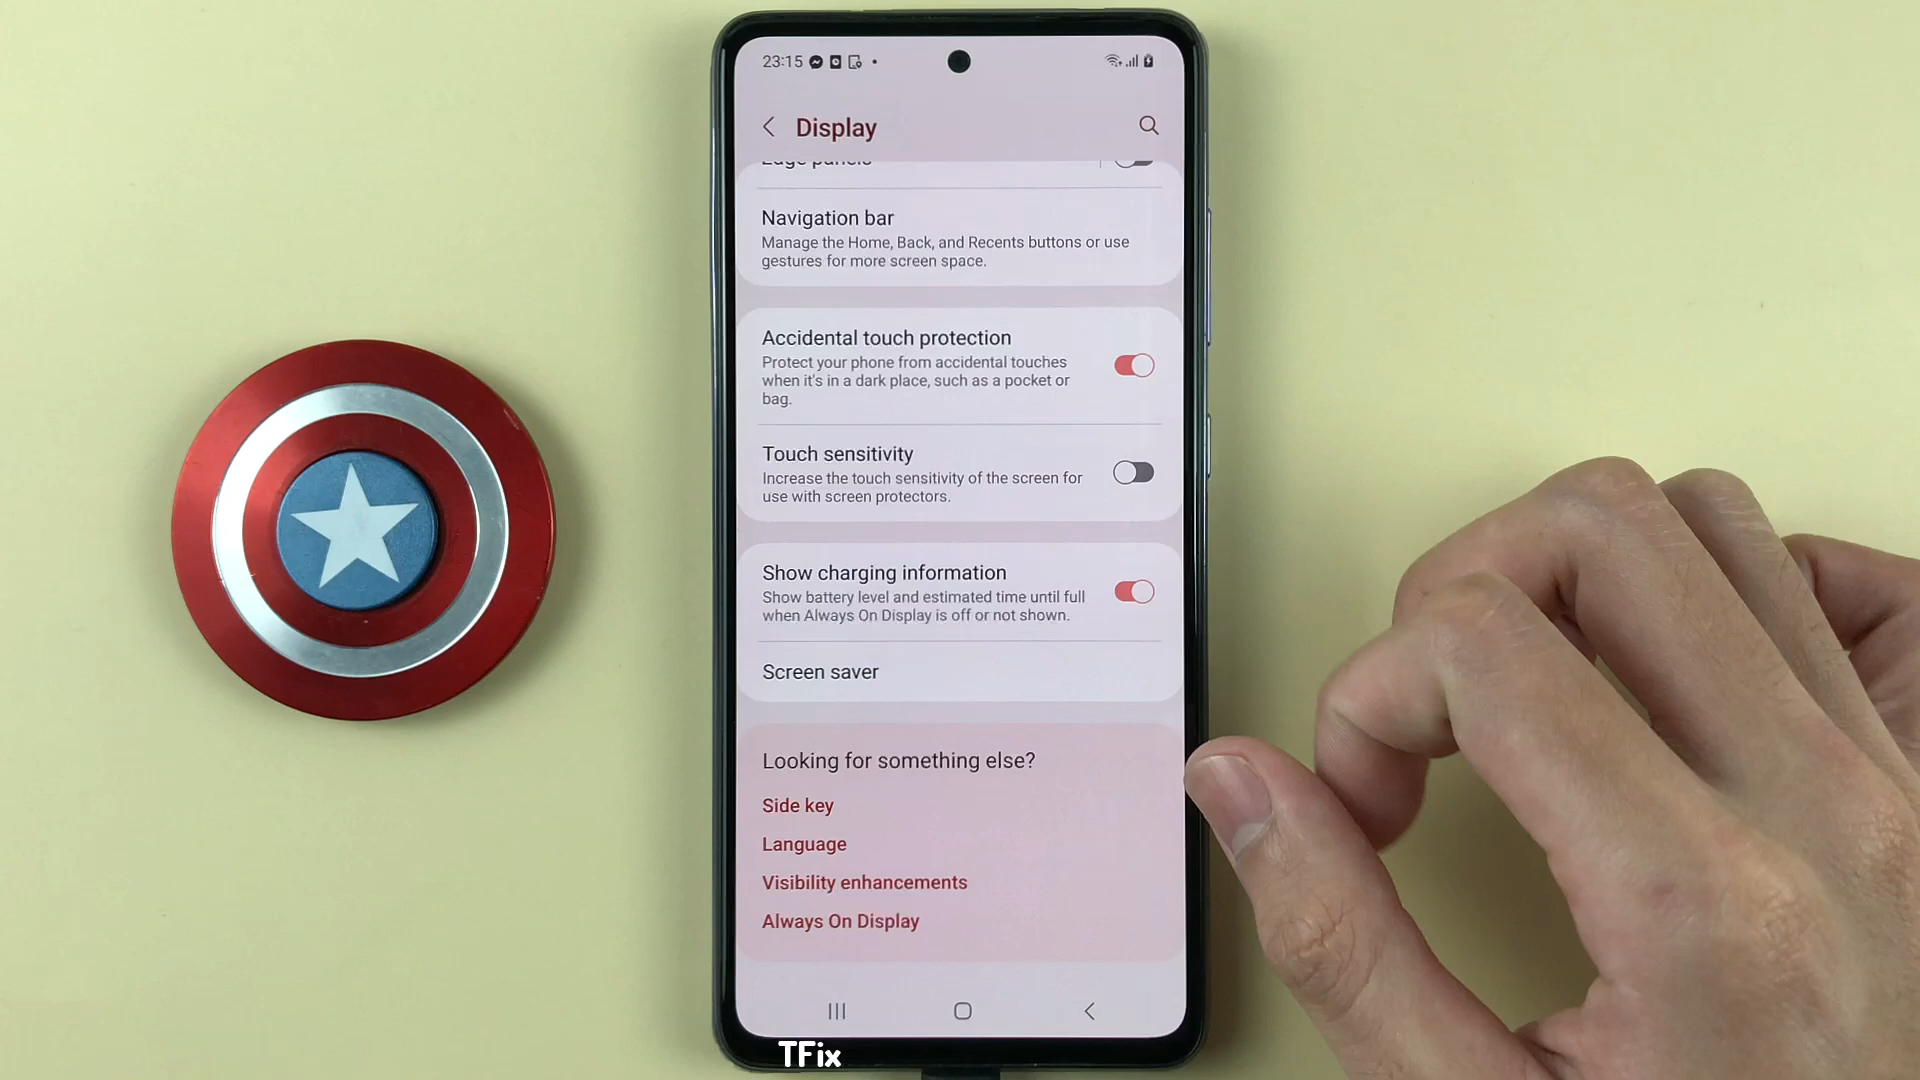 23:15
Display
Edge panels
Navigation bar
Manage the Home, Back, and Recents buttons or use
gestures for more screen space.
Accidental touch protection
Protect your phone from accidental touches
when it's in a dark place, such as a pocket or
bag.
Touch sensitivity
Increase the touch sensitivity of the screen for
use with screen protectors.
Show charging information
Show battery level and estimated time until full
when Always On Display is off or not shown.
Screen saver
Looking for something else?
Side key
Language
Visibility enhancements
Always On Display
TFix